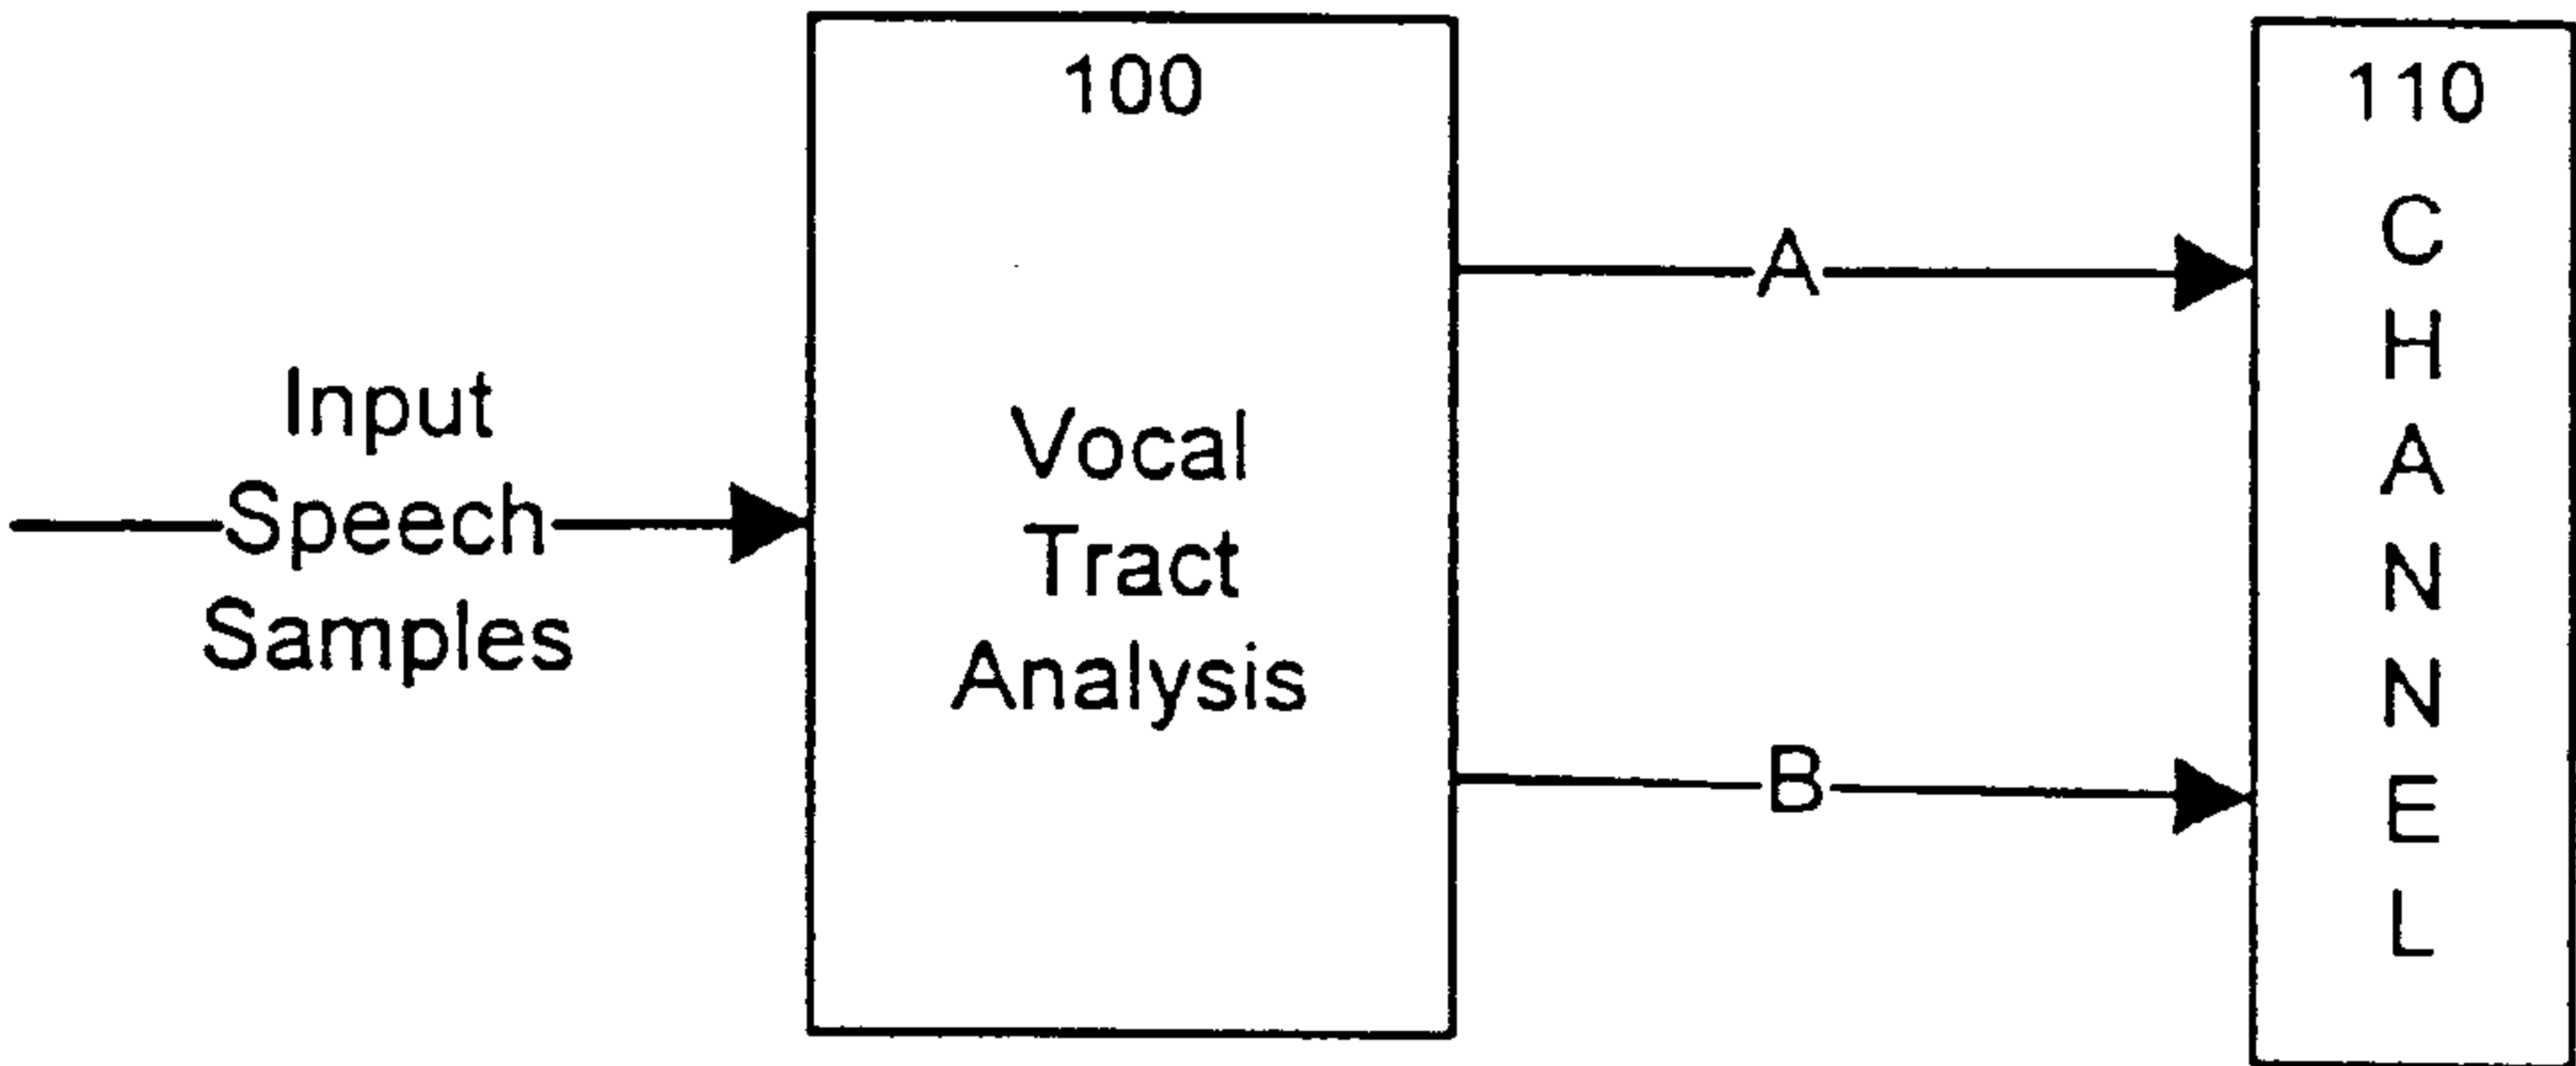 Input
Speech
Samples
100
Vocal
Tract
Analysis
A
B
110
C
H
A
N
N
E
L